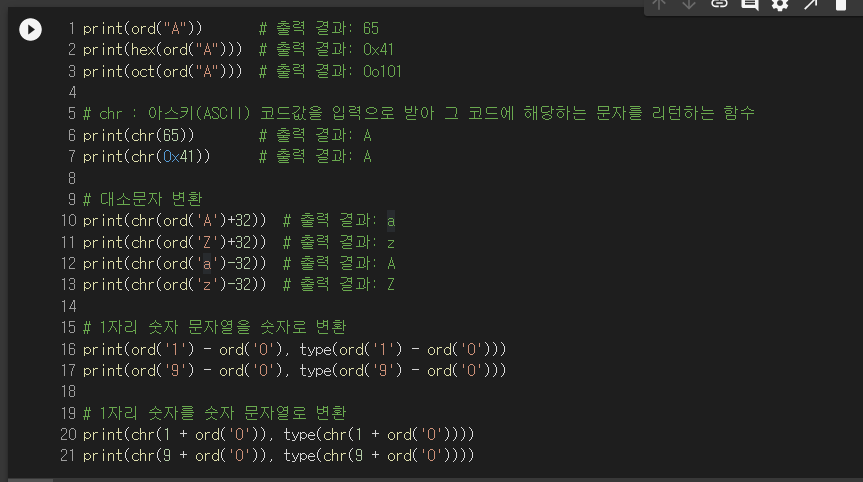 1 print(ord("A"))       # 출력 결과: 65
2 print(hex(ord("A")))  # 출력 결과: 0x41
3 print(oct(ord("A")))  # 출력 결과: 0o101
4
5 # chr : 아스키(ASCII) 코드값을 입력으로 받아 그 코드에 해당하는 문자를 리턴하는 함수
6 print(chr(65))        # 출력 결과: A
7 print(chr(0x41))      # 출력 결과: A
8
9 # 대소문자 변환
10 print(chr(ord('A')+32))  # 출력 결과: a
11 print(chr(ord('Z')+32))  # 출력 결과: z
12 print(chr(ord('a')-32))  # 출력 결과: A
13 print(chr(ord('z')-32))  # 출력 결과: Z
14
15 # 1자리 숫자 문자열을 숫자로 변환
16 print(ord('1') - ord('0'), type(ord('1') - ord('0')))
17 print(ord('9') - ord('0'), type(ord('9') - ord('0')))
18
19 # 1자리 숫자를 숫자 문자열로 변환
20 print(chr(1 + ord('0')), type(chr(1 + ord('0'))))
21 print(chr(9 + ord('0')), type(chr(9 + ord('0'))))